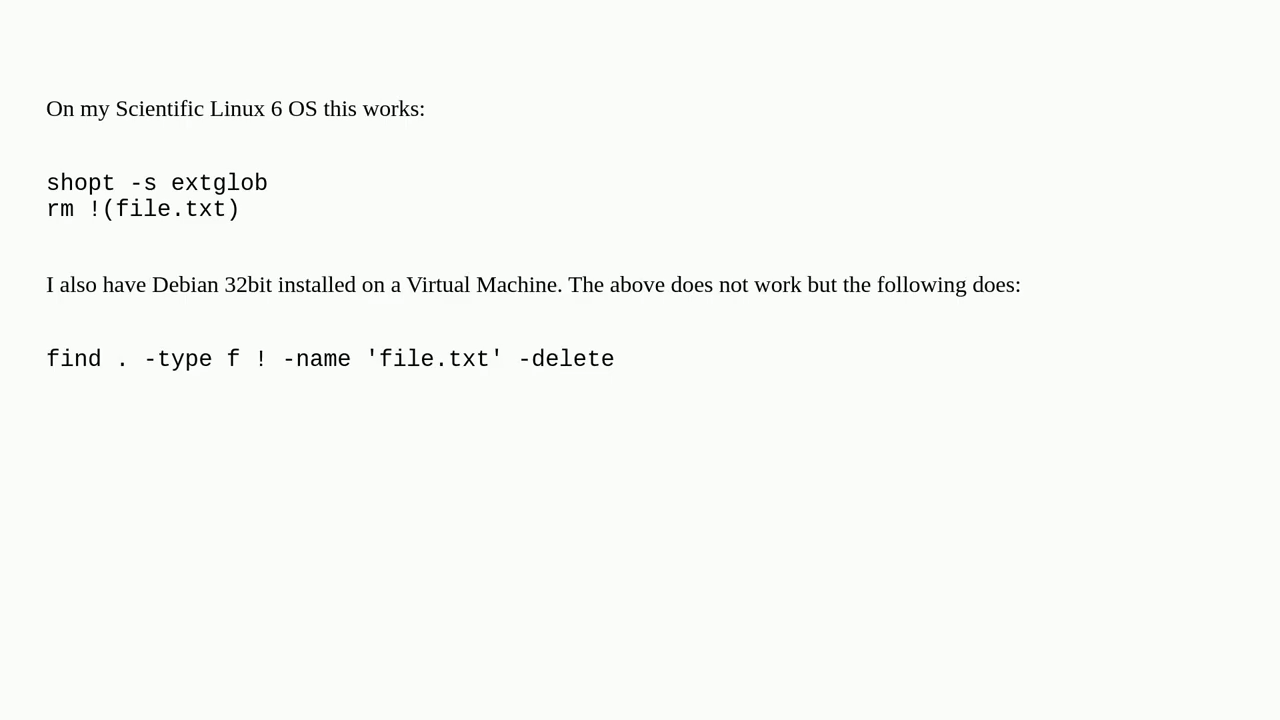 On my Scientific Linux 6 OS this works:
shopt -s extglob
rm !(file.txt)
I also have Debian 32bit installed on a Virtual Machine. The above does not work but the following does:
find . -type f ! -name 'file.txt' -delete